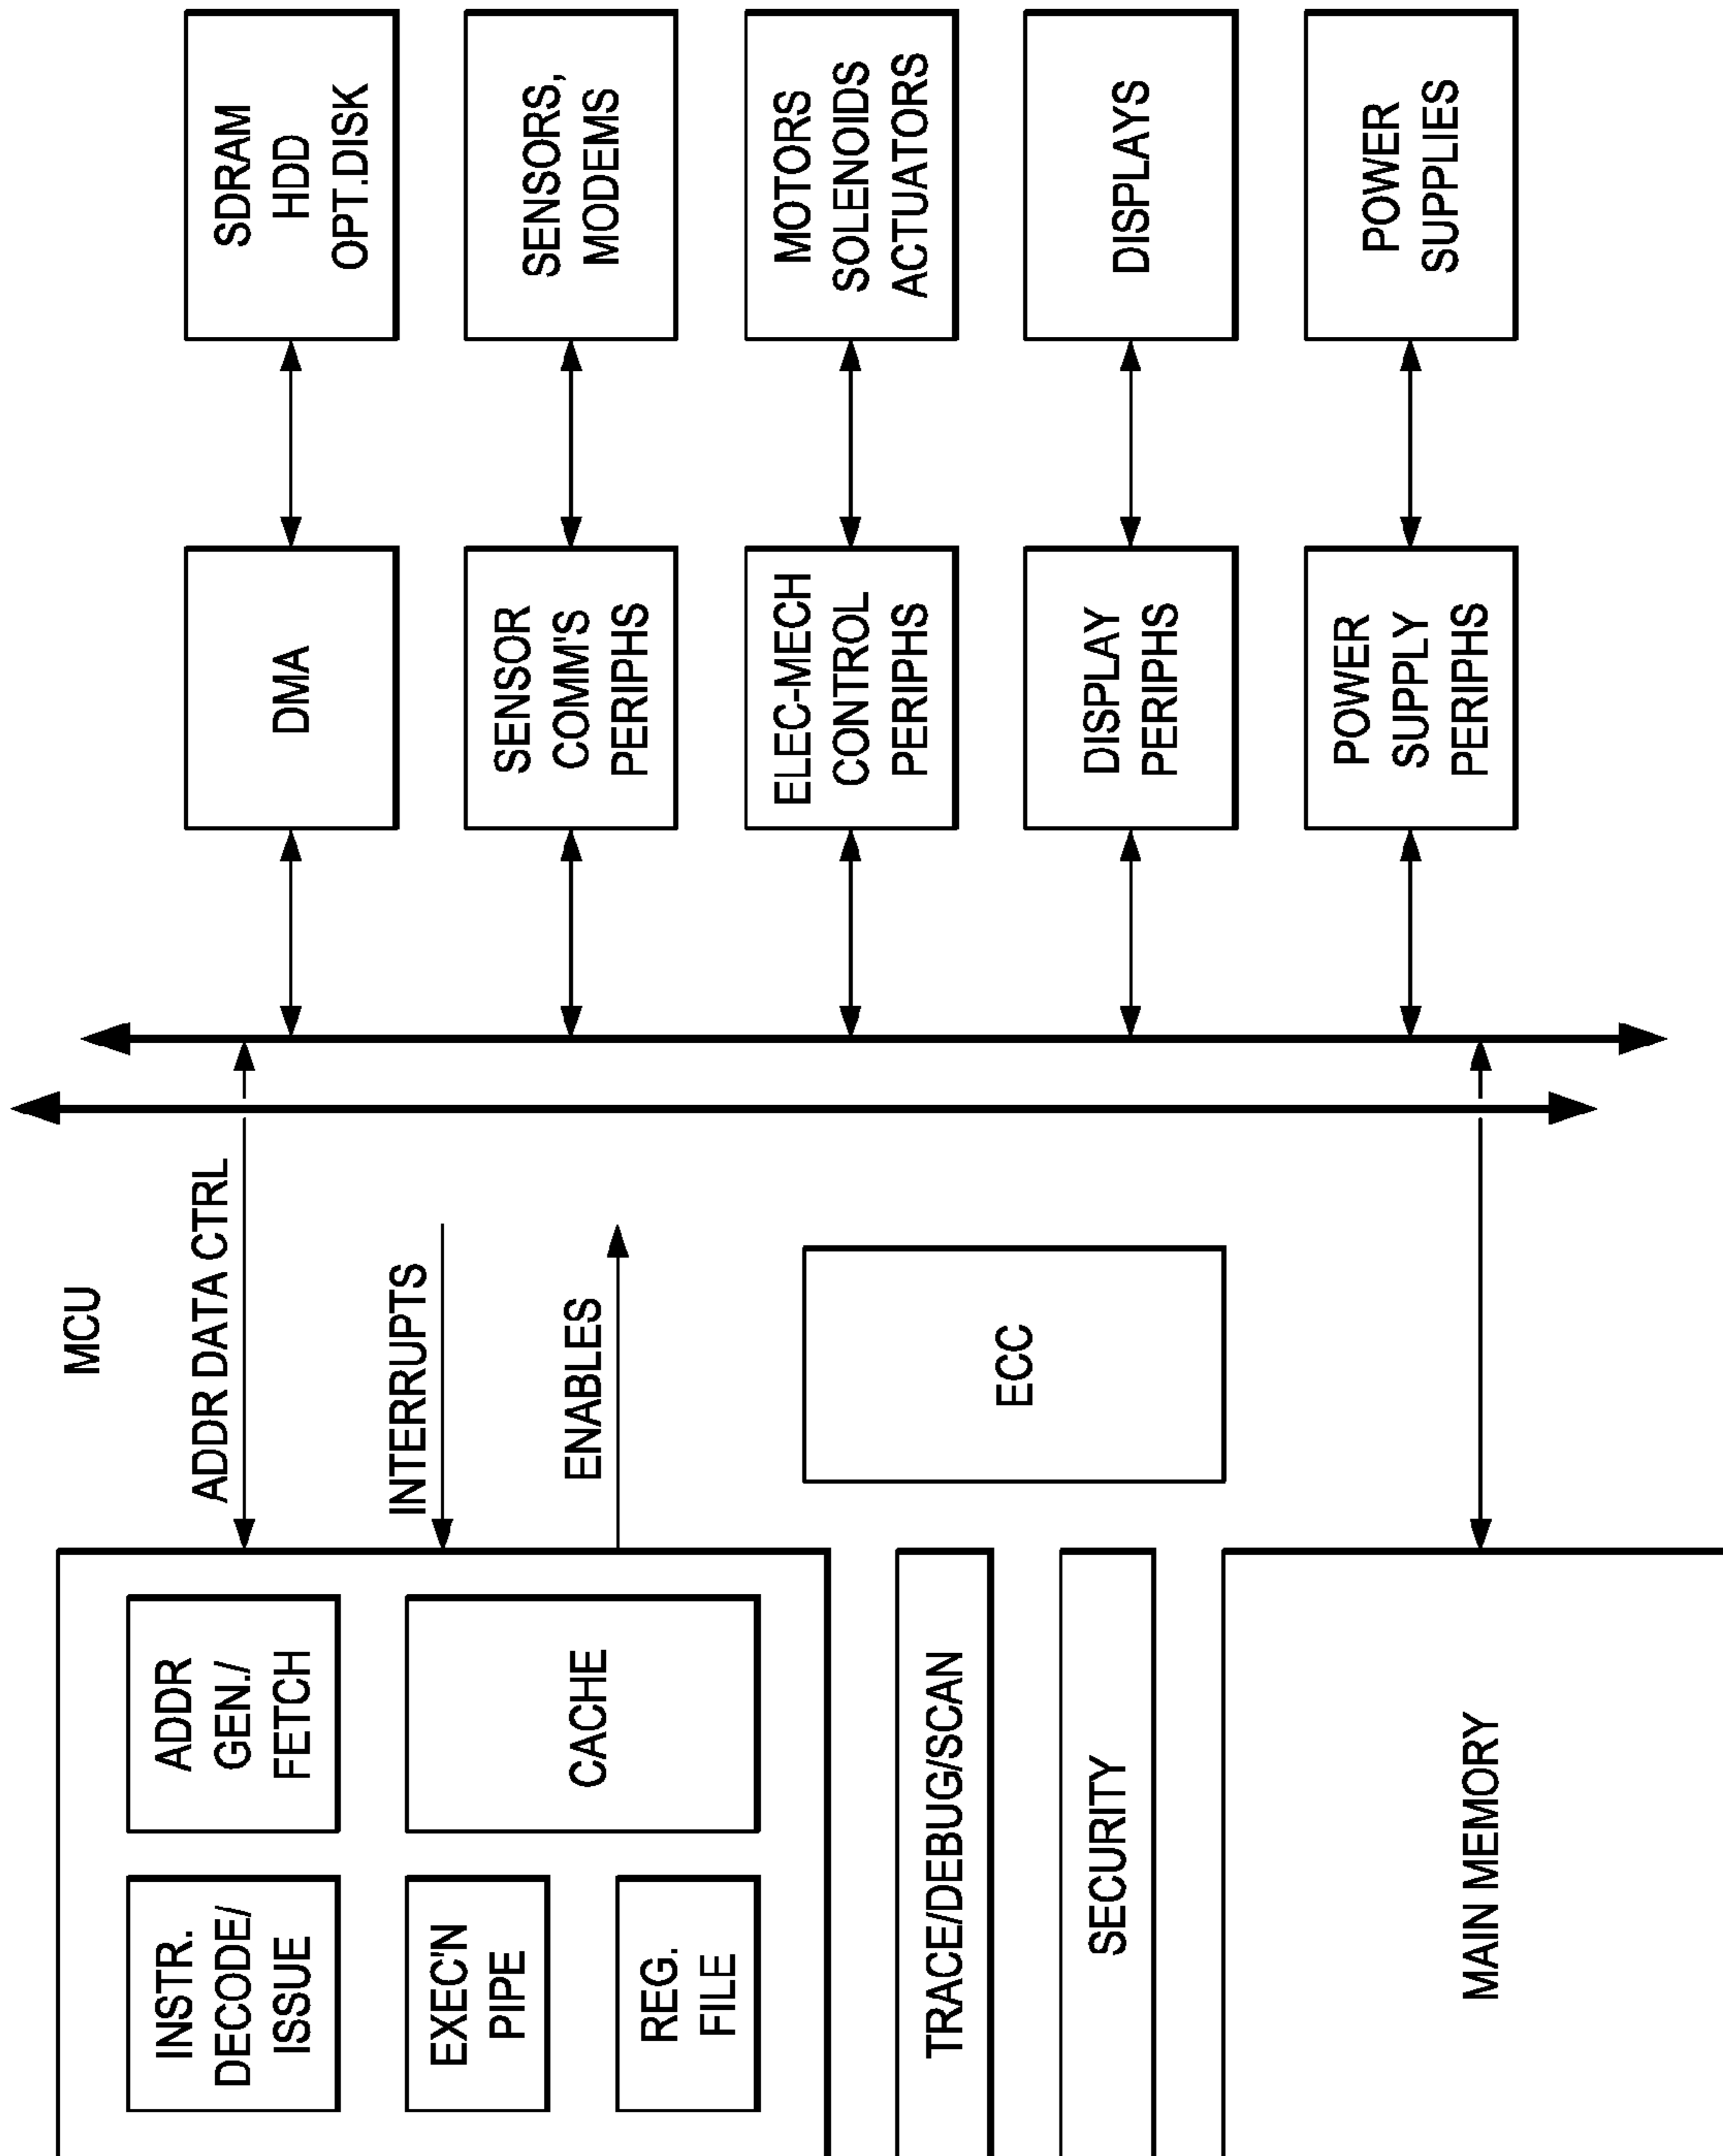 MCU
INSTR.
DECODE/
ISSUE
ADDR
GEN./
FETCH
EXEC'N
PIPE
REG.
FILE
CACHE
ADDR DATA CTRL
INTERRUPTS
ENABLES
TRACE/DEBUG/SCAN
SECURITY
ECC
MAIN MEMORY
DMA
SDRAM
HDD
OPT.DISK
SENSOR
COMM'S
PERIPHS
SENSORS,
MODEMS
ELEC-MECH
CONTROL
PERIPHS
MOTORS
SOLENOIDS
ACTUATORS
DISPLAY
PERIPHS
DISPLAYS
POWER
SUPPLY
PERIPHS
POWER
SUPPLIES